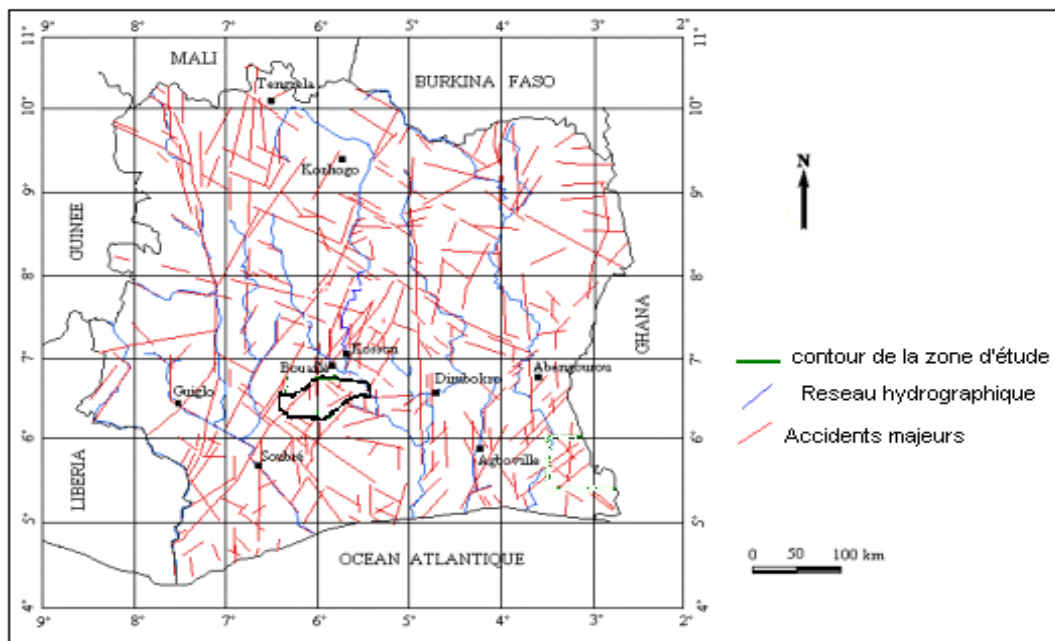 9° 8° 7° 6° 5° 4° 3° 2°
11° 11°
MALI
BURKINA FASO
Tengrela
10° 10°
Korhogo
N
9° 9°
GUINEE
8° 8°
GHANA
Kossou
7° 7°
Bouaflé
Abengourou
contour de la zone d'étude
Guiglo
Dimbokro
Reseau hydrographique
6° 6°
Accidents majeurs
Soubré
Agboville
LIBERIA
5° 5°
OCEAN ATLANTIQUE
0 50 100 km
4° 4°
9° 8° 7° 6° 5° 4° 3° 2°